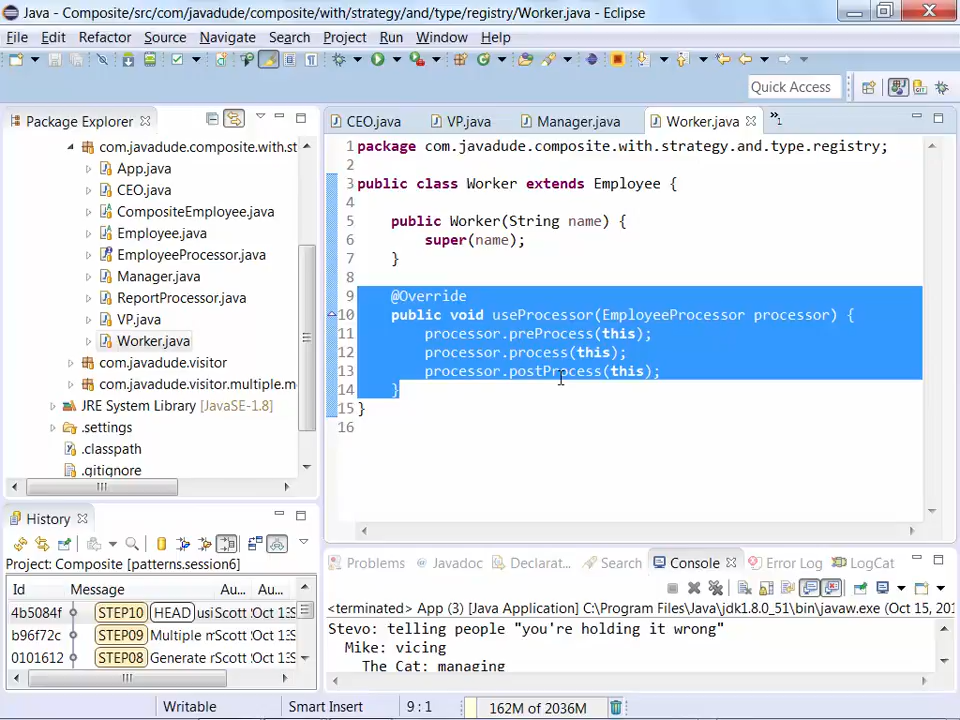 Java - Composite/src/com/javadude/composite/with/strategy/and/type/registry/Worker.java - Eclipse
File Edit Refactor Source Navigate Search Project Run Window Help
Quick Access
Package Explorer
com.javadude.composite.with.st
App.java
CEO.java
CompositeEmployee.java
Employee.java
EmployeeProcessor.java
Manager.java
ReportProcessor.java
VP.java
Worker.java
com.javadude.visitor
com.javadude.visitor.multiple.m
JRE System Library [JavaSE-1.8]
.settings
.classpath
.gitignore
CEO.java VP.java Manager.java Worker.java »1
1 package com.javadude.composite.with.strategy.and.type.registry;
2
3 public class Worker extends Employee {
4
5 public Worker(String name) {
6 super(name);
7 }
8
9 @Override
10 public void useProcessor(EmployeeProcessor processor) {
11 processor.preProcess(this);
12 processor.process(this);
13 processor.postProcess(this);
14 }
15 }
16
History
Project: Composite [patterns.session6]
Id Message Au... Au...
4b5084f STEP10 HEAD usi Scott Oct 13
b96f72c STEP09 Multiple m Scott Oct 13
0101612 STEP08 Generate r Scott Oct 13
Problems Javadoc Declarat... Search Console Error Log LogCat
<terminated> App (3) [Java Application] C:\Program Files\Java\jdk1.8.0_51\bin\javaw.exe (Oct 15, 201
Stevo: telling people "you're holding it wrong"
Mike: vicing
The Cat: managing
Writable Smart Insert 9 : 1 162M of 2036M